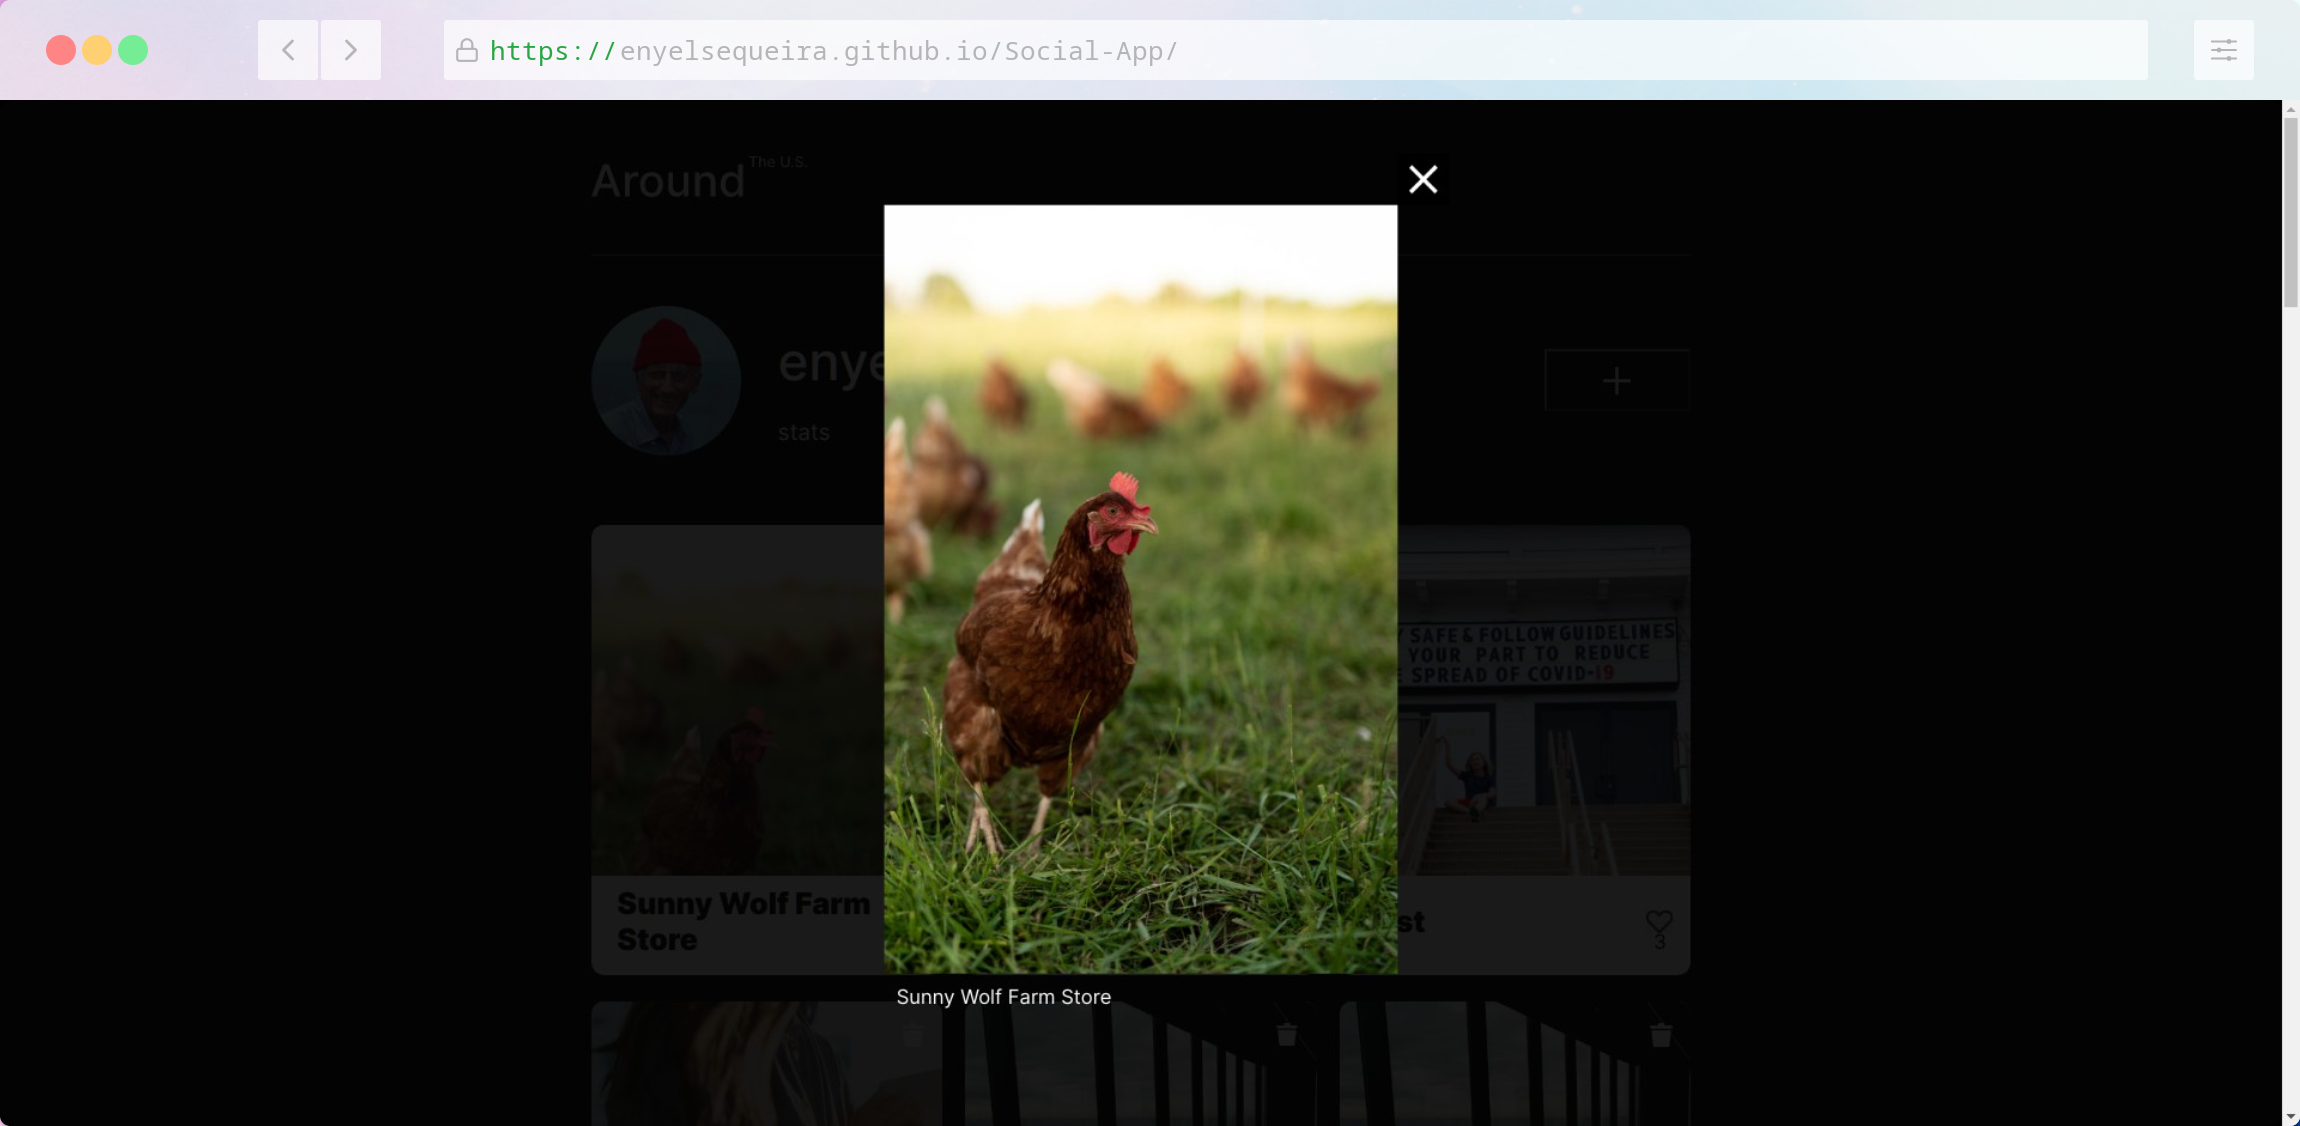 https://enyelsequeira.github.io/Social-App/
Around The U.S.
enye
stats
SAFE & FOLLOW GUIDELINES
YOUR PART TO REDUCE
SPREAD OF COVID-19
Sunny Wolf Farm
Store
st
3
Sunny Wolf Farm Store